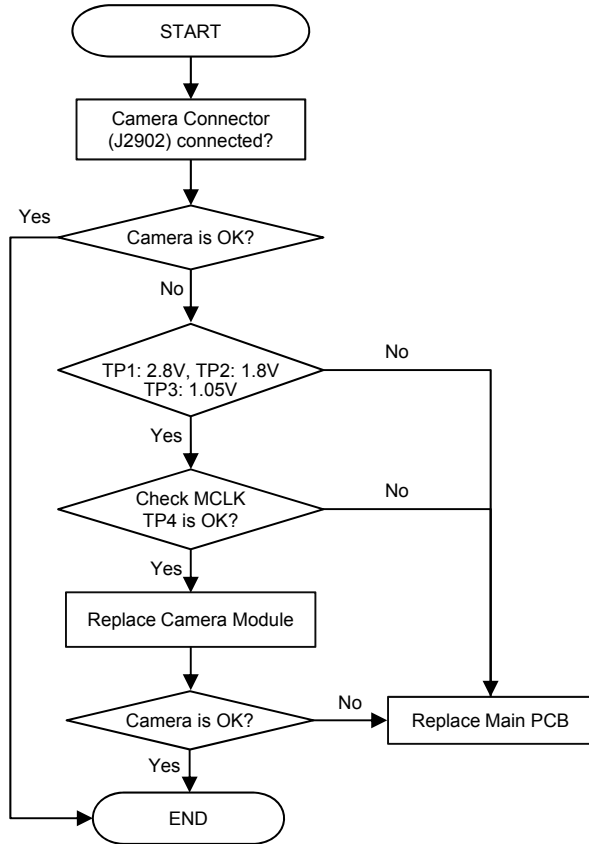 START
Camera Connector
(J2902) connected?
Yes
Camera is OK?
No
TP1: 2.8V, TP2: 1.8V
TP3: 1.05V
No
Yes
Check MCLK
TP4 is OK?
No
Yes
Replace Camera Module
Camera is OK?
No
Replace Main PCB
Yes
END